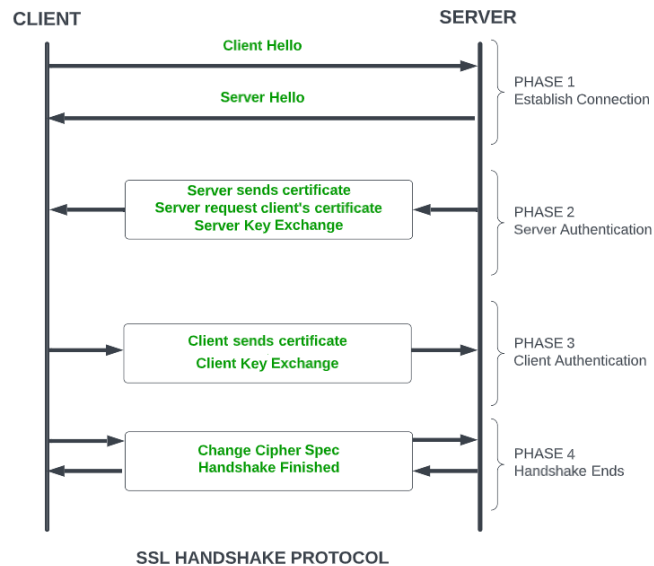 CLIENT
SERVER
Client Hello
Server Hello
PHASE 1
Establish Connection
Server sends certificate
Server request client's certificate
Server Key Exchange
PHASE 2
Server Authentication
Client sends certificate
Client Key Exchange
PHASE 3
Client Authentication
Change Cipher Spec
Handshake Finished
PHASE 4
Handshake Ends
SSL HANDSHAKE PROTOCOL